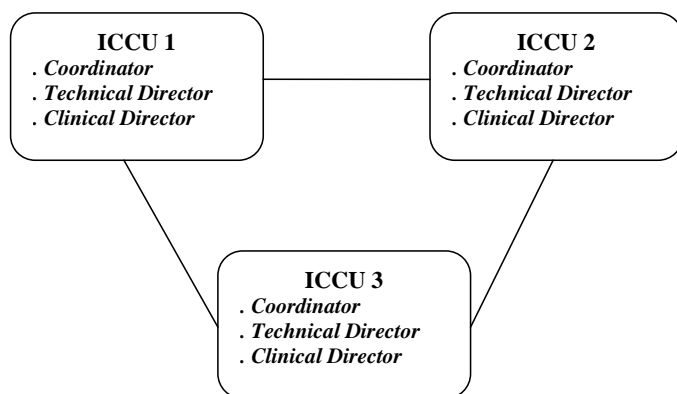 ICCU 1
. Coordinator
. Technical Director
. Clinical Director
ICCU 2
. Coordinator
. Technical Director
. Clinical Director
ICCU 3
. Coordinator
. Technical Director
. Clinical Director